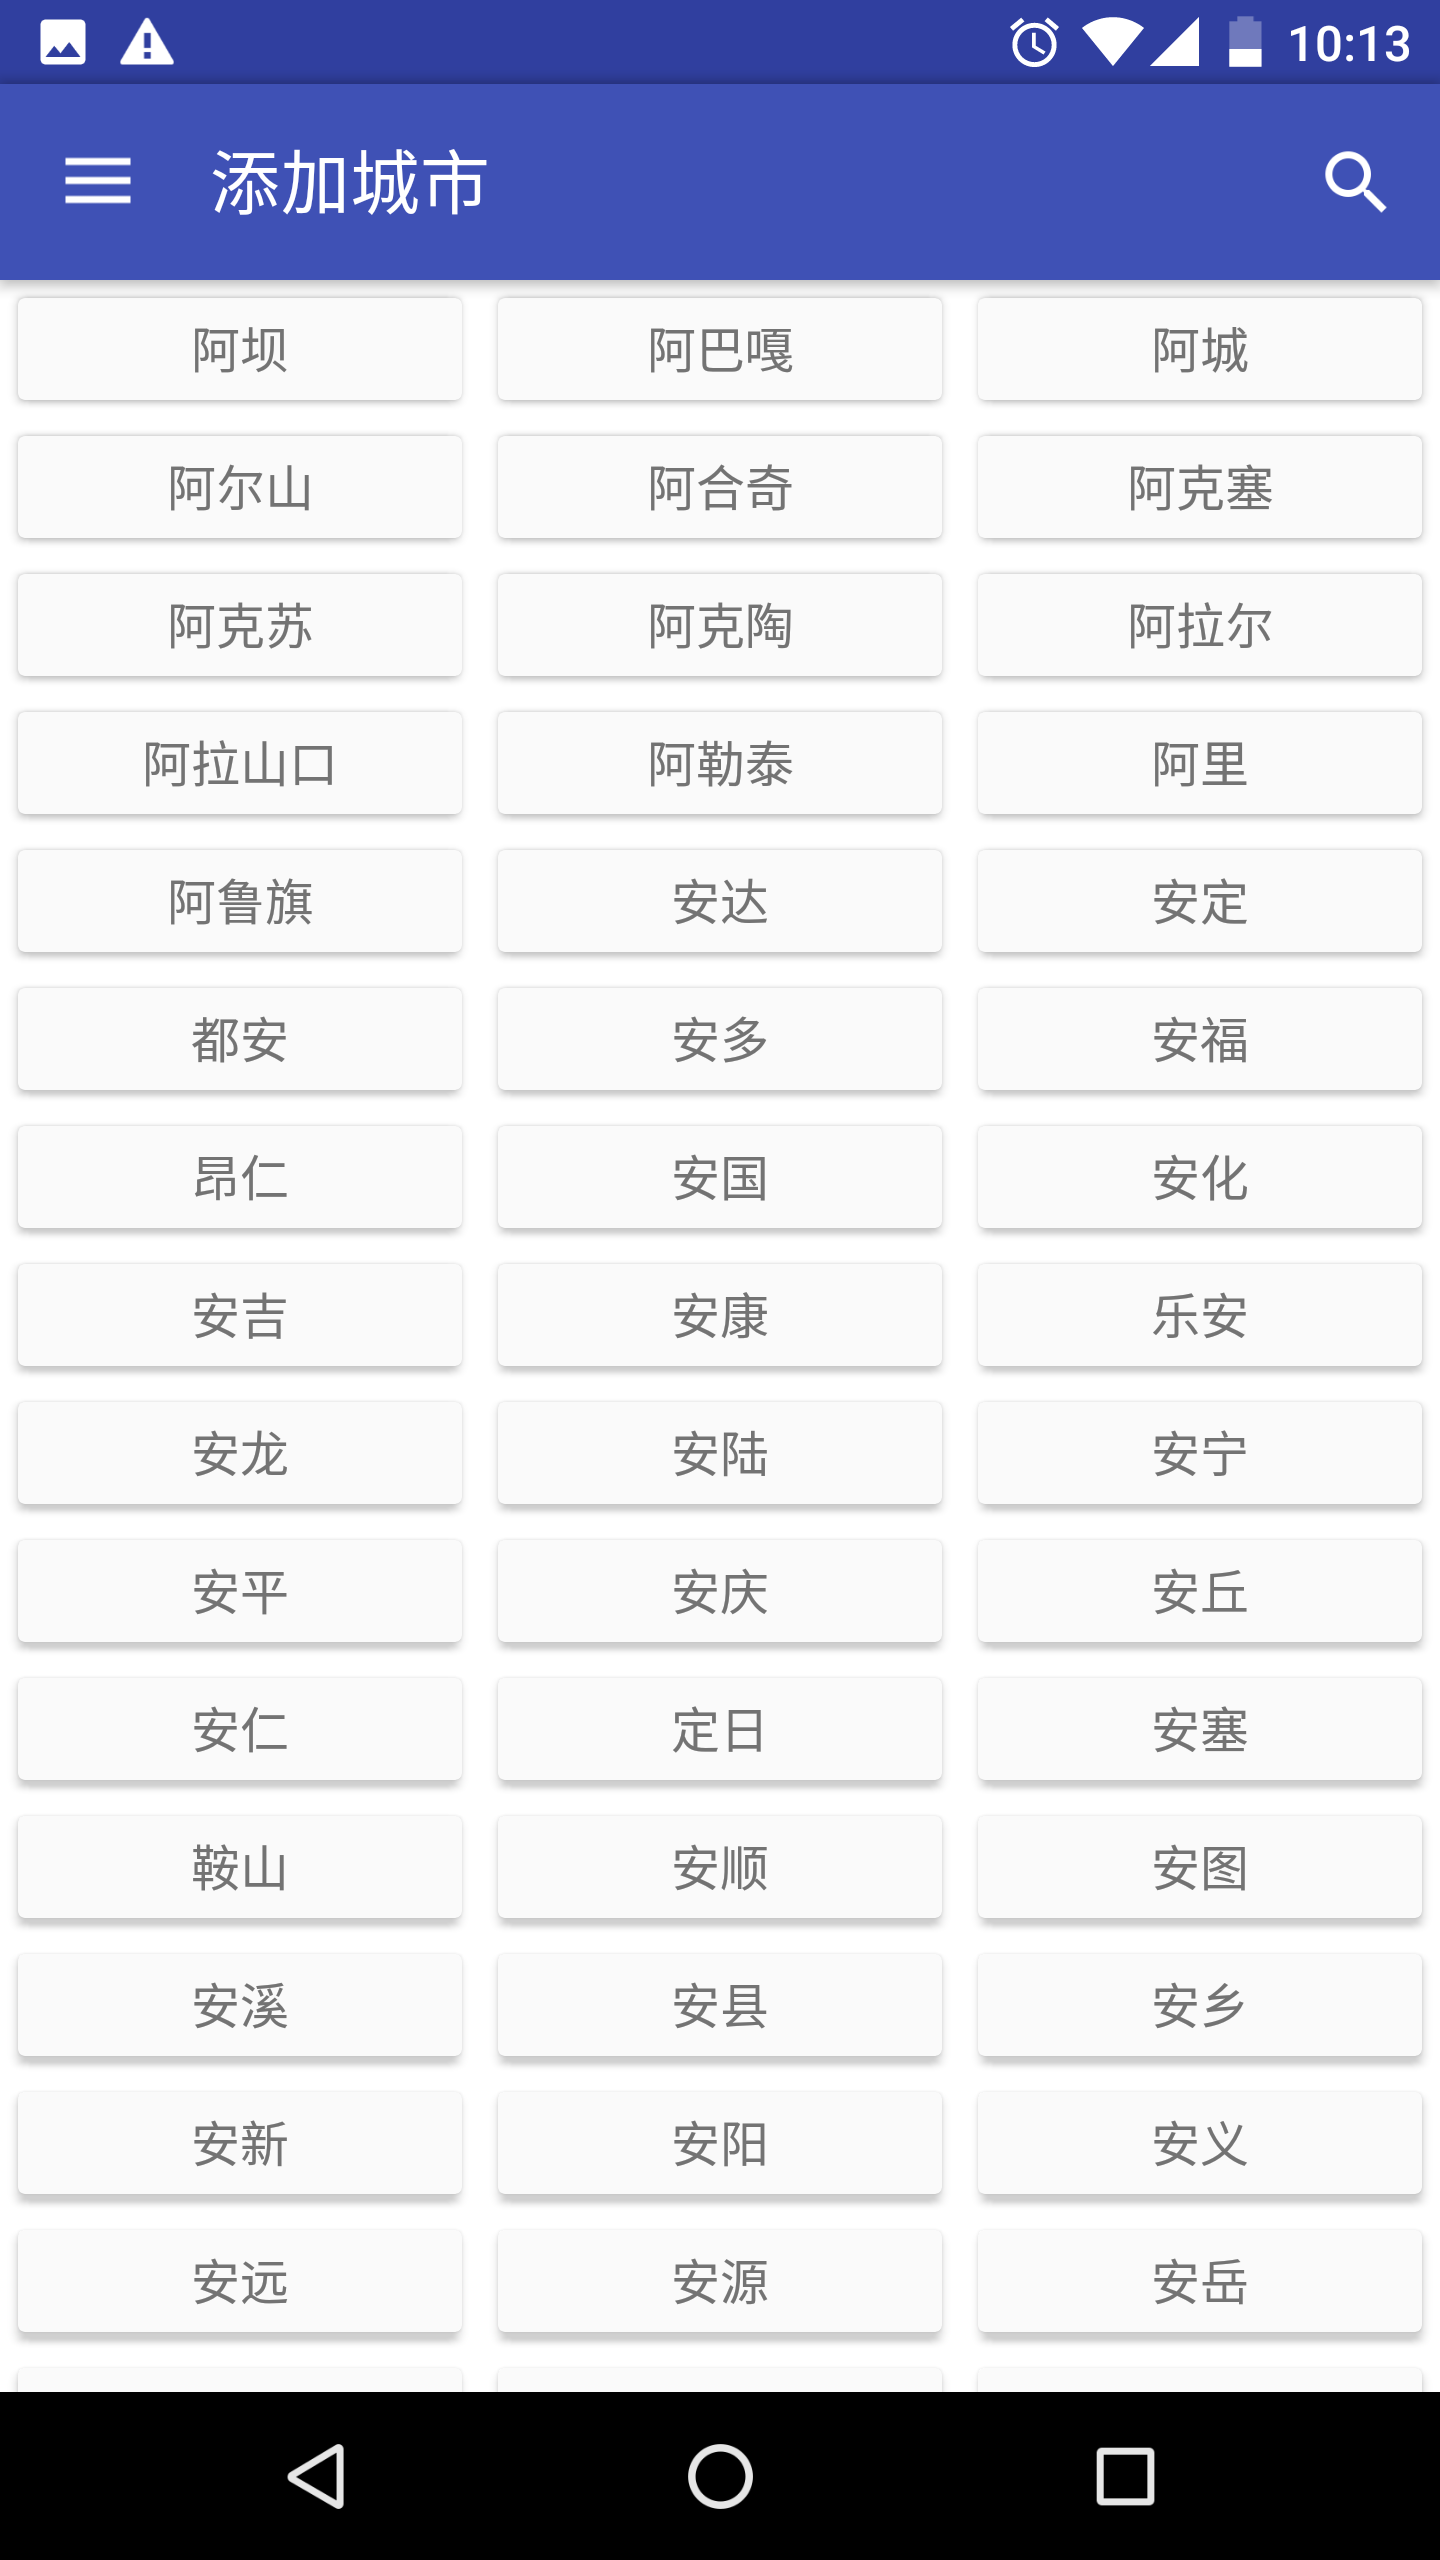 10:13
添加城市
阿坝 阿巴嘎 阿城
阿尔山 阿合奇 阿克塞
阿克苏 阿克陶 阿拉尔
阿拉山口 阿勒泰 阿里
阿鲁旗 安达 安定
都安 安多 安福
昂仁 安国 安化
安吉 安康 乐安
安龙 安陆 安宁
安平 安庆 安丘
安仁 定日 安塞
鞍山 安顺 安图
安溪 安县 安乡
安新 安阳 安义
安远 安源 安岳